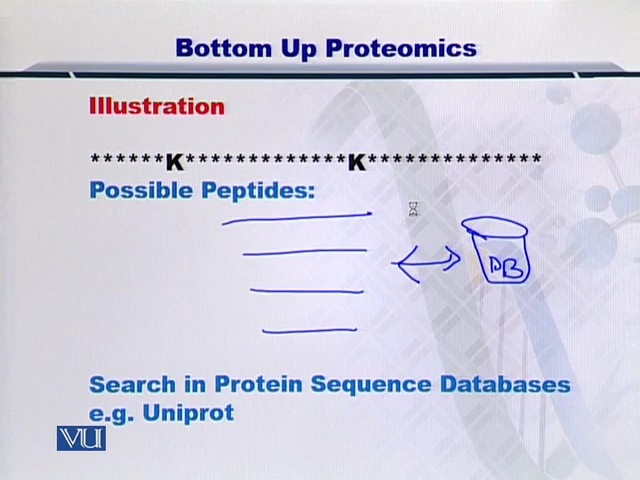 Bottom Up Proteomics
Illustration
******K*************K**************
Possible Peptides:
DB
Search in Protein Sequence Databases
e.g. Uniprot
VU